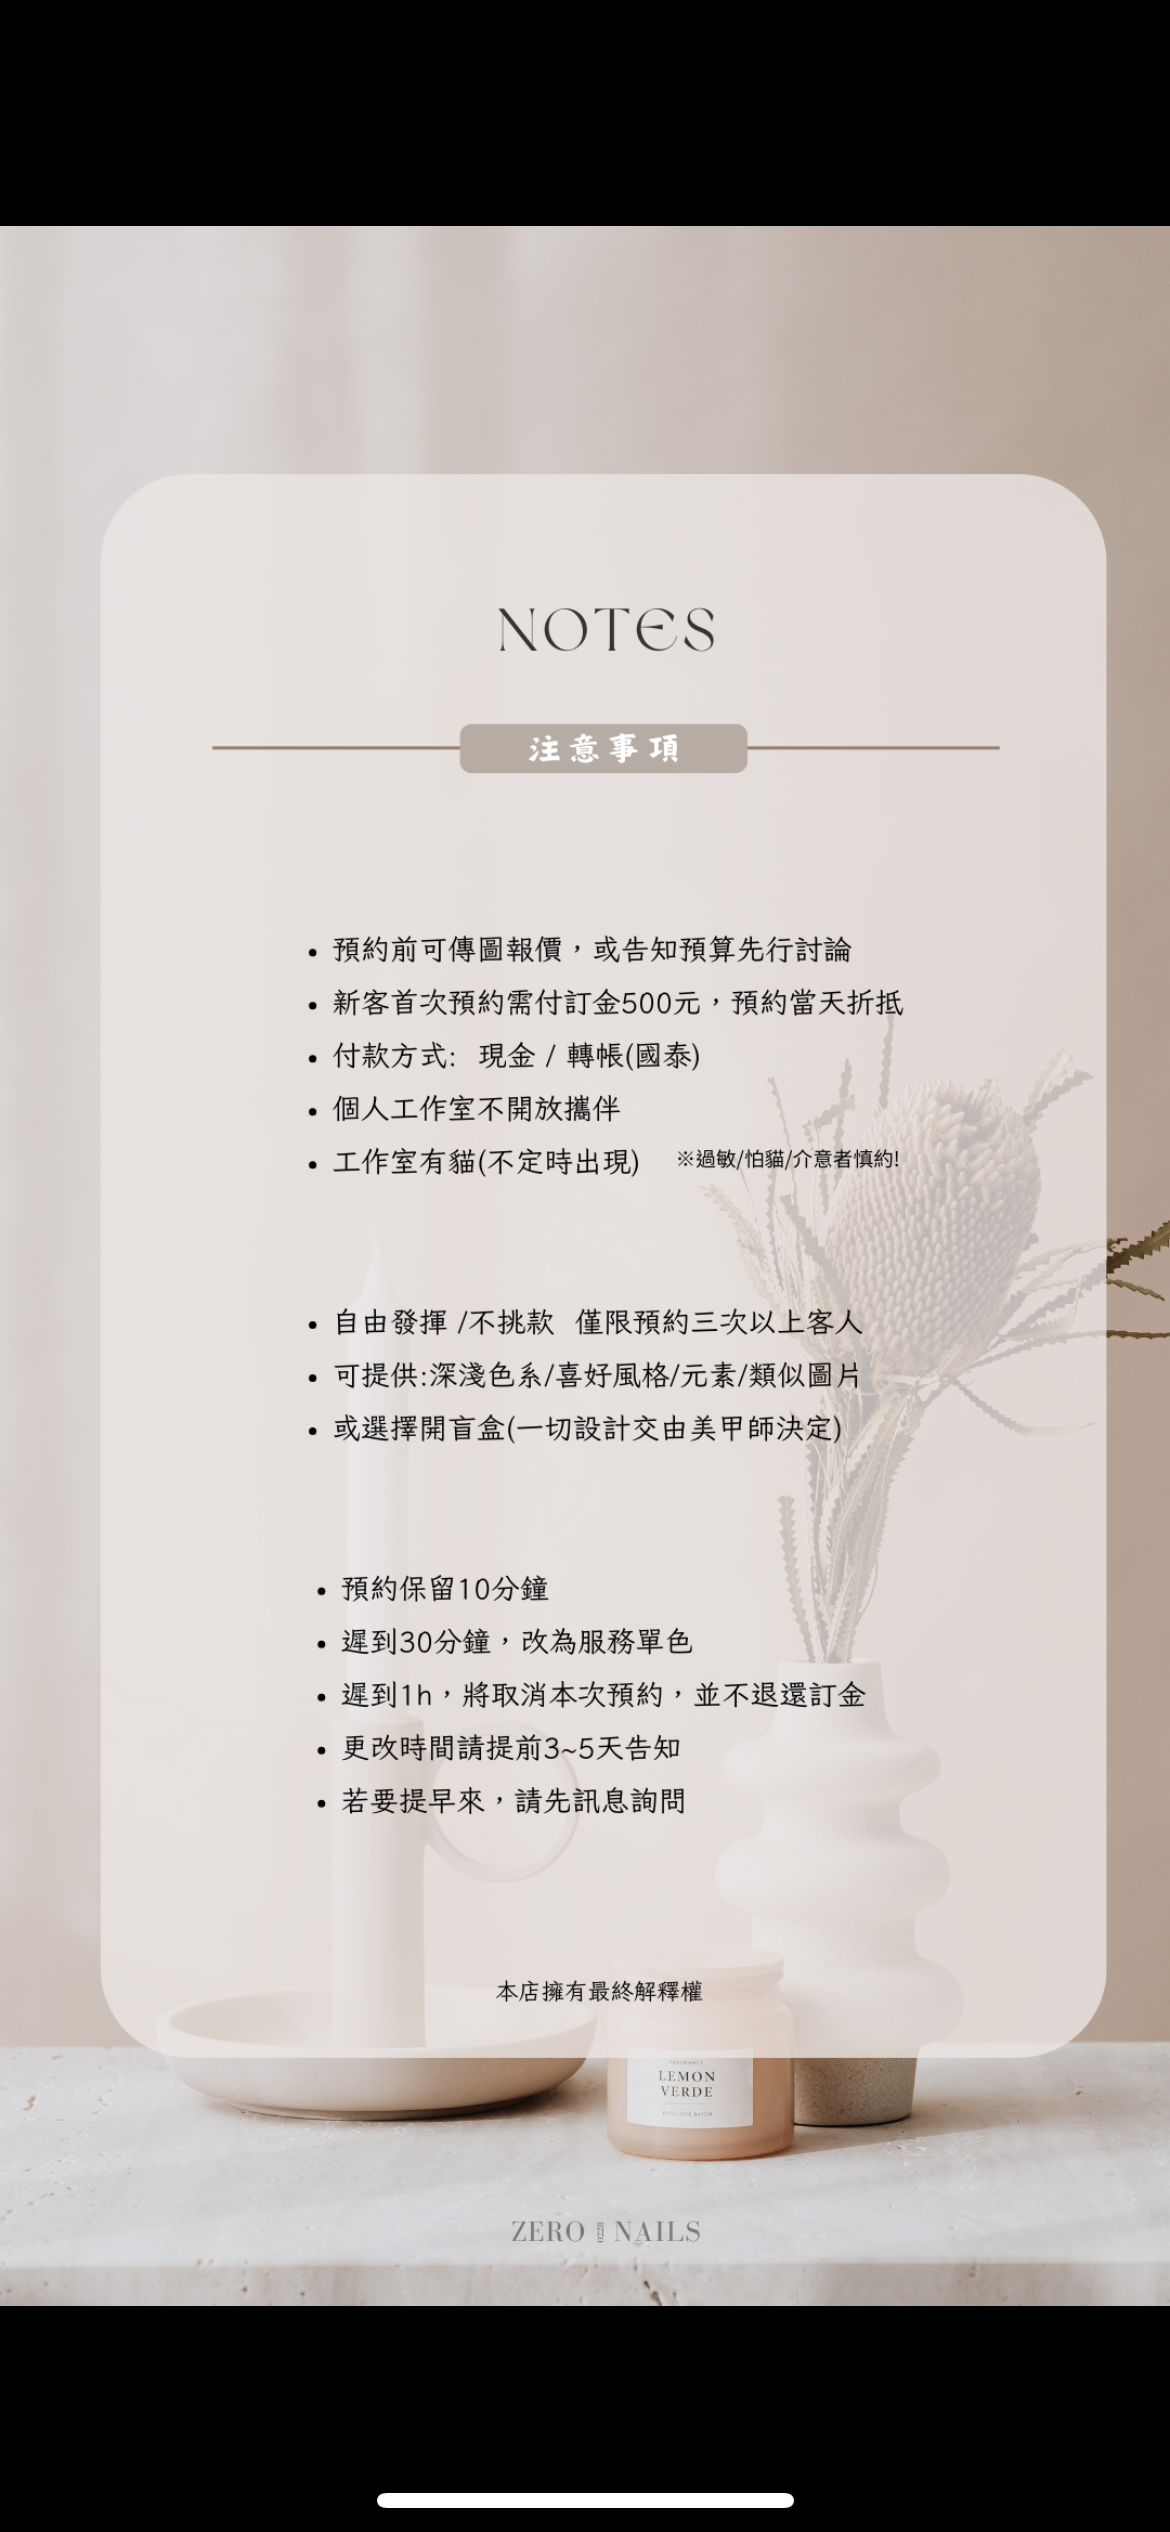 NOTES
注意事項
• 預約前可傳圖報價，或告知預算先行討論
• 新客首次預約需付訂金500元，預約當天折抵
• 付款方式: 現金 / 轉帳(國泰)
• 個人工作室不開放攜伴
• 工作室有貓(不定時出現) ※過敏/怕貓/介意者慎約!
• 自由發揮 /不挑款 僅限預約三次以上客人
• 可提供:深淺色系/喜好風格/元素/類似圖片
• 或選擇開盲盒(一切設計交由美甲師決定)
• 預約保留10分鐘
• 遲到30分鐘，改為服務單色
• 遲到1h，將取消本次預約，並不退還訂金
• 更改時間請提前3~5天告知
• 若要提早來，請先訊息詢問
本店擁有最終解釋權
FRAGRANCE
LEMON
VERDE
EXCLUSIVE BATCH
ZERO NAILS